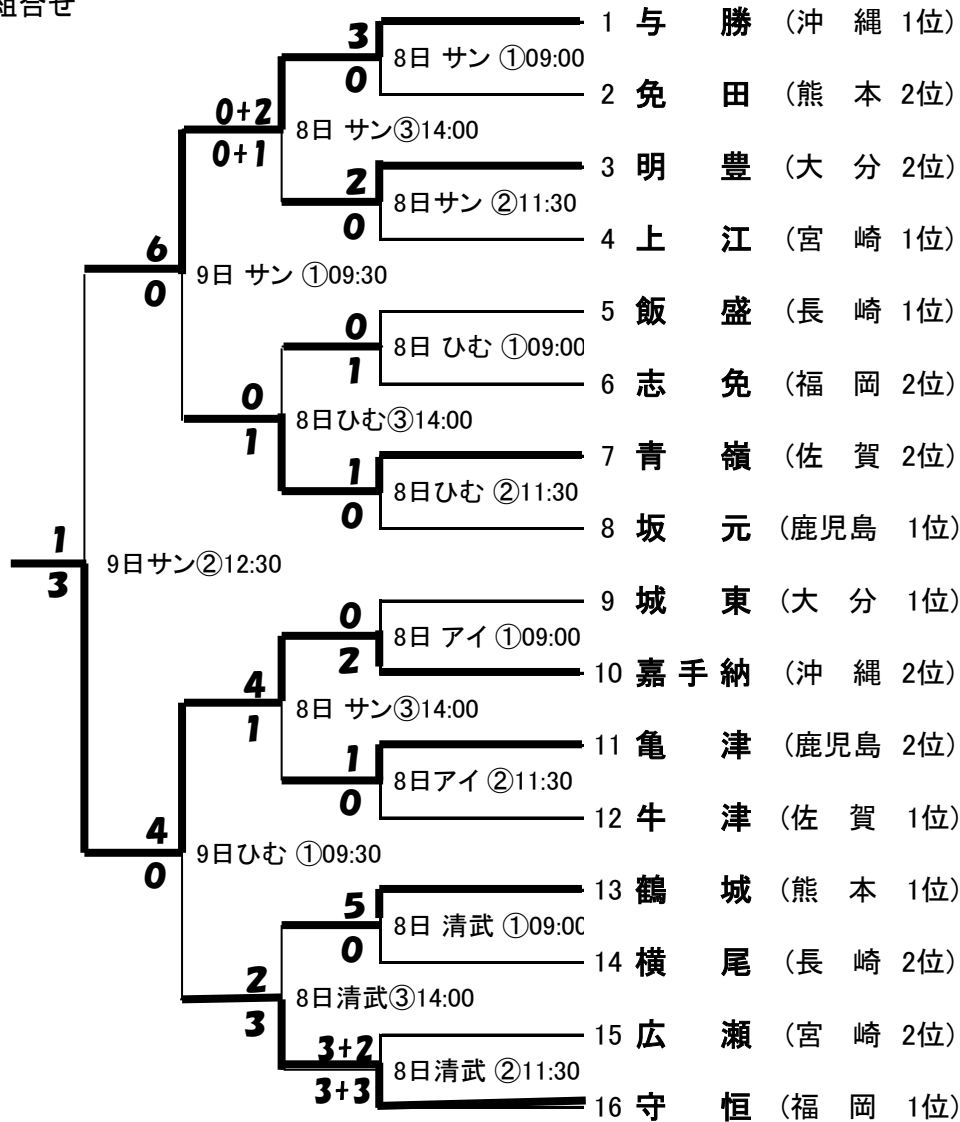 組合せ
1 与 勝 (沖 縄 1位)
3
8日 サン ①09:00
0
2 免 田 (熊 本 2位)
0+2
8日 サン③14:00
0+1
3 明 豊 (大 分 2位)
2
8日サン ②11:30
0
4 上 江 (宮 崎 1位)
6
9日 サン ①09:30
0
5 飯 盛 (長 崎 1位)
0
8日 ひむ ①09:00
1
6 志 免 (福 岡 2位)
0
8日ひむ③14:00
1
7 青 嶺 (佐 賀 2位)
1
8日ひむ ②11:30
0
8 坂 元 (鹿児島 1位)
1
9日サン②12:30
3
9 城 東 (大 分 1位)
0
8日 アイ ①09:00
2
10 嘉 手 納 (沖 縄 2位)
4
8日 サン③14:00
1
11 亀 津 (鹿児島 2位)
1
8日アイ ②11:30
0
12 牛 津 (佐 賀 1位)
4
9日ひむ ①09:30
0
13 鶴 城 (熊 本 1位)
5
8日 清武 ①09:00
0
14 横 尾 (長 崎 2位)
2
8日清武③14:00
3
15 広 瀬 (宮 崎 2位)
3+2
8日清武 ②11:30
3+3
16 守 恒 (福 岡 1位)